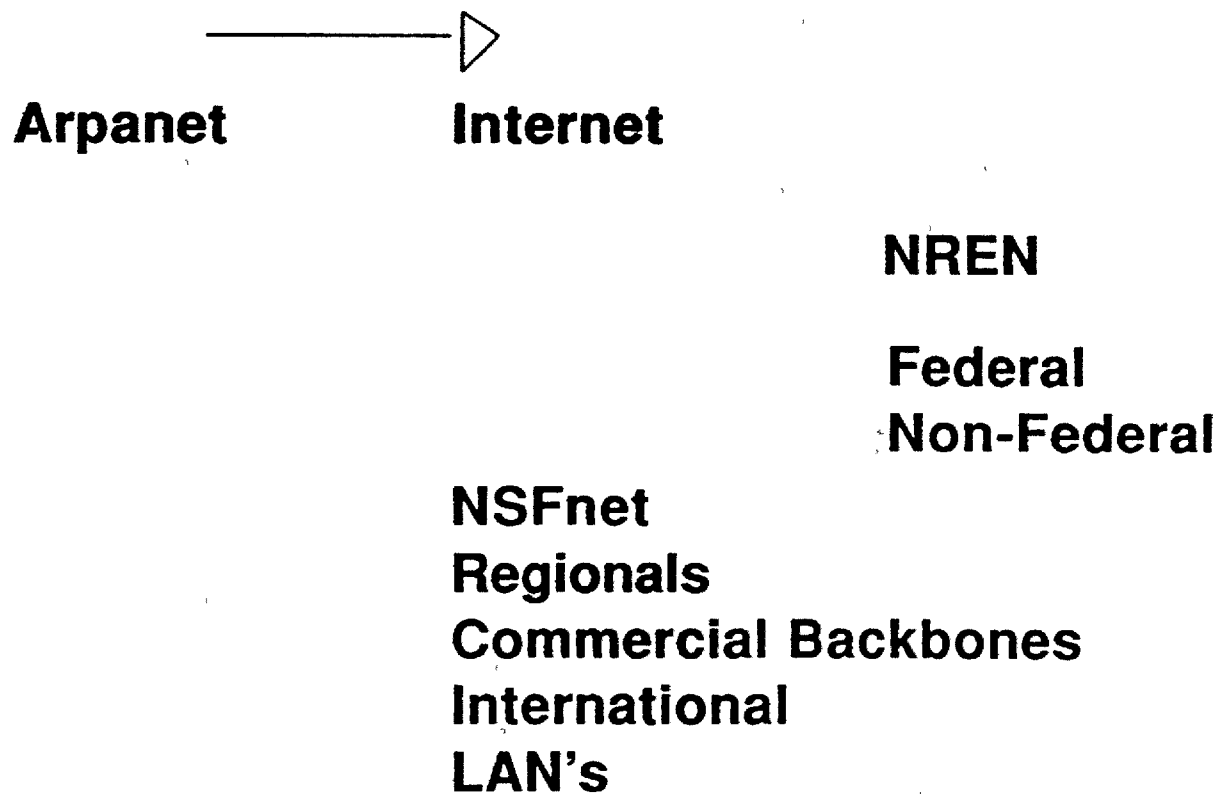 Arpanet Internet
NREN
Federal
Non-Federal
NSFnet
Regionals
Commercial Backbones
International
LAN's